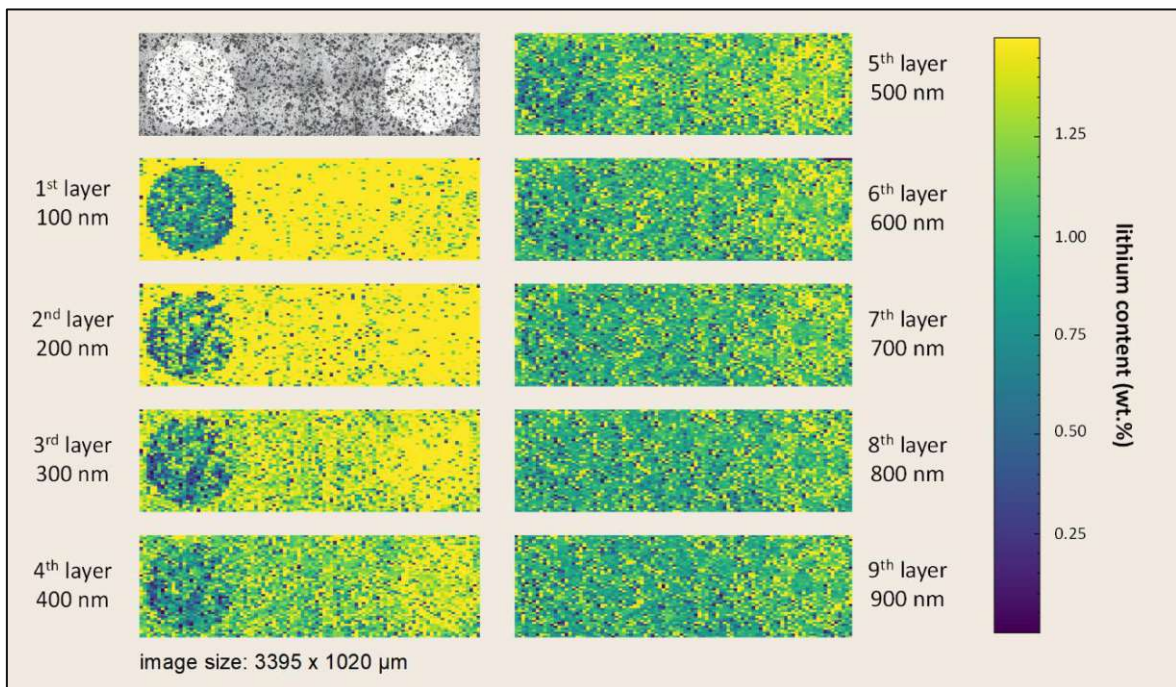 1st layer
100 nm
2nd layer
200 nm
3rd layer
300 nm
4th layer
400 nm
image size: 3395 x 1020 µm
5th layer
500 nm
6th layer
600 nm
7th layer
700 nm
8th layer
800 nm
9th layer
900 nm
1.25
1.00
0.75
0.50
0.25
lithium content (wt.%)